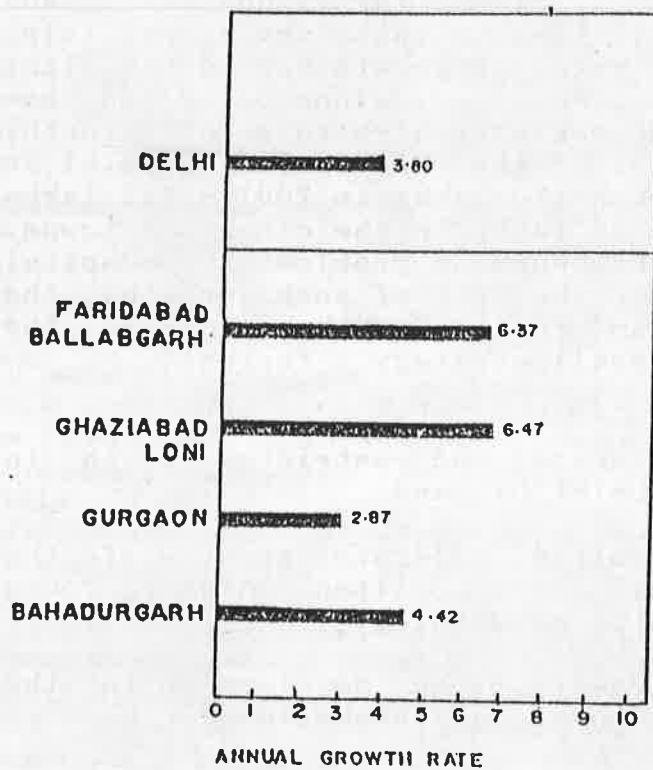 DELHI 3·80
FARIDABAD
BALLABGARH 6·37
GHAZIABAD 6·47
LONI
GURGAON 2·87
BAHADURGARH 4·42
0 1 2 3 4 5 6 7 8 9 10
ANNUAL GROWTH RATE